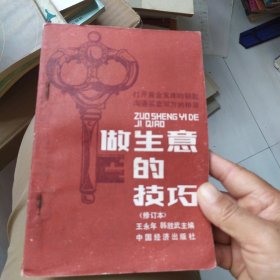 打开黄金宝库的钥匙
沟通买卖双方的桥梁
ZUO SHENG YI DE
JI QIAO
做生意
的
技巧
(修订本)
王永年 韩胜武主编
中国经济出版社